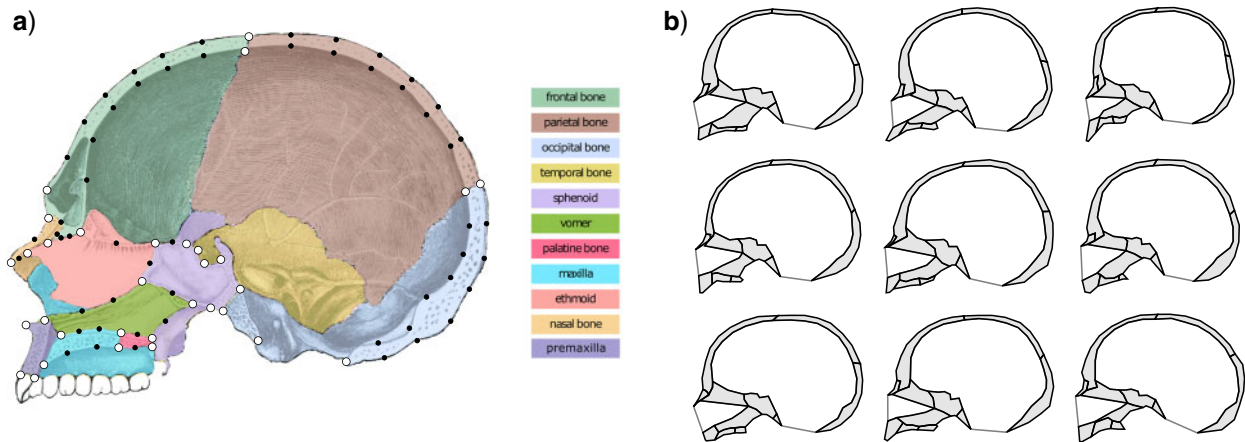 a)
b)
frontal bone
parietal bone
occipital bone
temporal bone
sphenoid
vomer
palatine bone
maxilla
ethmoid
nasal bone
premaxilla